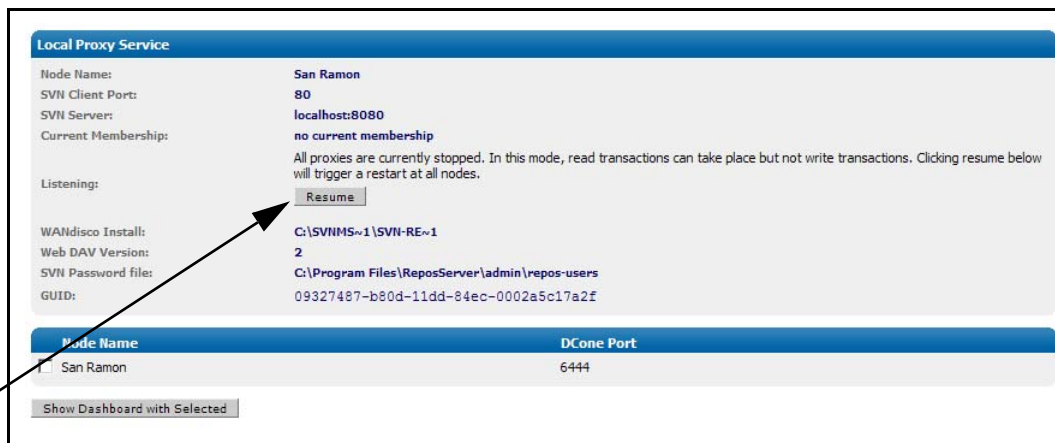 Local Proxy Service
Node Name: San Ramon
SVN Client Port: 80
SVN Server: localhost:8080
Current Membership: no current membership
All proxies are currently stopped. In this mode, read transactions can take place but not write transactions. Clicking resume below
will trigger a restart at all nodes.
Listening:
Resume
WANdisco Install: C:\SVNMS~1\SVN-RE~1
Web DAV Version: 2
SVN Password file: C:\Program Files\ReposServer\admin\repos-users
GUID: 09327487-b80d-11dd-84ec-0002a5c17a2f
Node Name DCone Port
San Ramon 6444
Show Dashboard with Selected